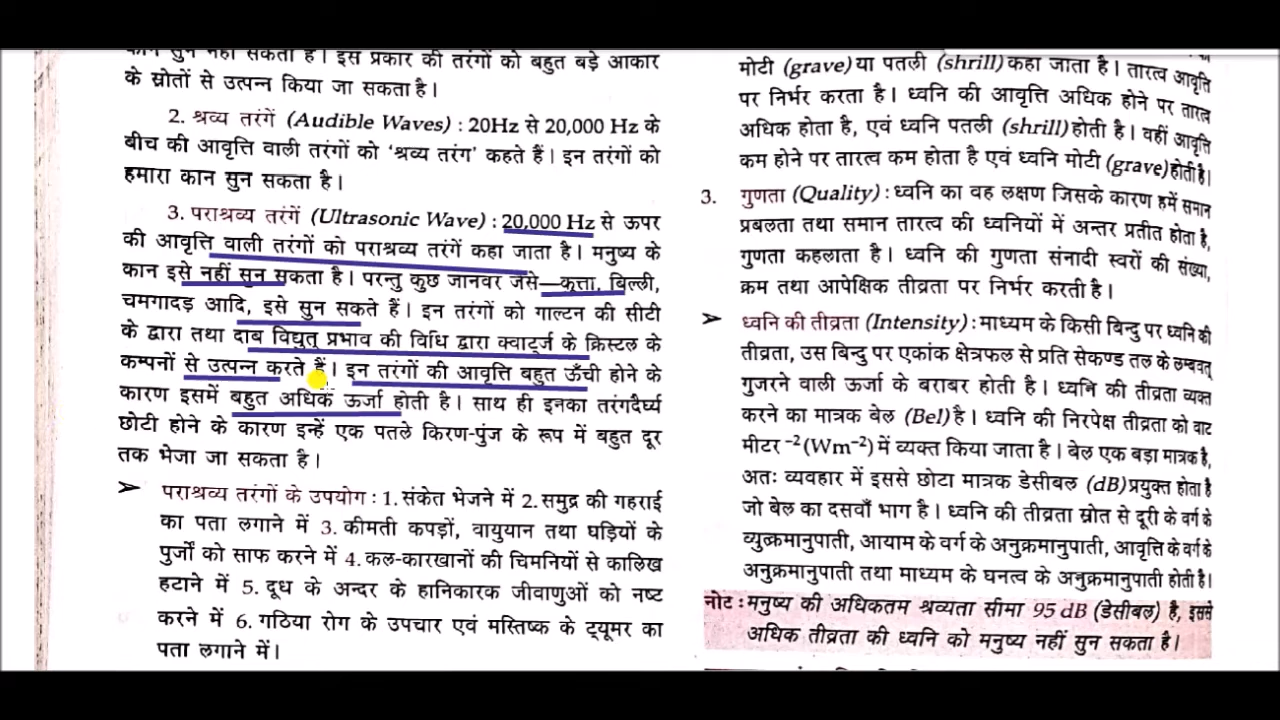 कान सुन नहीं सकता है। इस प्रकार की तरंगों को बहुत बड़े आकार
के स्रोतों से उत्पन्न किया जा सकता है।
2. श्रव्य तरंगें (Audible Waves) : 20Hz से 20,000 Hz के
बीच की आवृत्ति वाली तरंगों को 'श्रव्य तरंग' कहते हैं। इन तरंगों को
हमारा कान सुन सकता है।
3. पराश्रव्य तरंगें (Ultrasonic Wave) : 20,000 Hz से ऊपर
की आवृत्ति वाली तरंगों को पराश्रव्य तरंगें कहा जाता है। मनुष्य के
कान इसे नहीं सुन सकता है। परन्तु कुछ जानवर जैसे—कुत्ता, बिल्ली,
चमगादड़ आदि, इसे सुन सकते हैं। इन तरंगों को गाल्टन की सीटी
के द्वारा तथा दाब विद्युत् प्रभाव की विधि द्वारा क्वार्ट्ज के क्रिस्टल के
कम्पनों से उत्पन्न करते हैं। इन तरंगों की आवृत्ति बहुत ऊँची होने के
कारण इसमें बहुत अधिक ऊर्जा होती है। साथ ही इनका तरंगदैर्घ्य
छोटी होने के कारण इन्हें एक पतले किरण-पुंज के रूप में बहुत दूर
तक भेजा जा सकता है।
➢ पराश्रव्य तरंगों के उपयोग : 1. संकेत भेजने में 2. समुद्र की गहराई
का पता लगाने में 3. कीमती कपड़ों, वायुयान तथा घड़ियों के
पुर्जों को साफ करने में 4. कल-कारखानों की चिमनियों से कालिख
हटाने में 5. दूध के अन्दर के हानिकारक जीवाणुओं को नष्ट
करने में 6. गठिया रोग के उपचार एवं मस्तिष्क के ट्यूमर का
पता लगाने में।
मोटी (grave) या पतली (shrill) कहा जाता है। तारत्व आवृत्ति
पर निर्भर करता है। ध्वनि की आवृत्ति अधिक होने पर तारत्व
अधिक होता है, एवं ध्वनि पतली (shrill) होती है। वहीं आवृत्ति
कम होने पर तारत्व कम होता है एवं ध्वनि मोटी (grave) होती है।
3. गुणता (Quality) : ध्वनि का वह लक्षण जिसके कारण हमें समान
प्रबलता तथा समान तारत्व की ध्वनियों में अन्तर प्रतीत होता है,
गुणता कहलाता है। ध्वनि की गुणता संनादी स्वरों की संख्या,
क्रम तथा आपेक्षिक तीव्रता पर निर्भर करती है।
➢ ध्वनि की तीव्रता (Intensity) : माध्यम के किसी बिन्दु पर ध्वनि की
तीव्रता, उस बिन्दु पर एकांक क्षेत्रफल से प्रति सेकण्ड तल के लम्बवत्
गुजरने वाली ऊर्जा के बराबर होती है। ध्वनि की तीव्रता व्यक्त
करने का मात्रक बेल (Bel) है। ध्वनि की निरपेक्ष तीव्रता को वाट
मीटर ⁻² (Wm⁻²) में व्यक्त किया जाता है। बेल एक बड़ा मात्रक है,
अतः व्यवहार में इससे छोटा मात्रक डेसीबल (dB) प्रयुक्त होता है
जो बेल का दसवाँ भाग है। ध्वनि की तीव्रता स्रोत से दूरी के वर्ग के
व्युत्क्रमानुपाती, आयाम के वर्ग के अनुक्रमानुपाती, आवृत्ति के वर्ग के
अनुक्रमानुपाती तथा माध्यम के घनत्व के अनुक्रमानुपाती होती है।
नोट : मनुष्य की अधिकतम श्रव्यता सीमा 95 dB (डेसीबल) है, इससे
अधिक तीव्रता की ध्वनि को मनुष्य नहीं सुन सकता है।